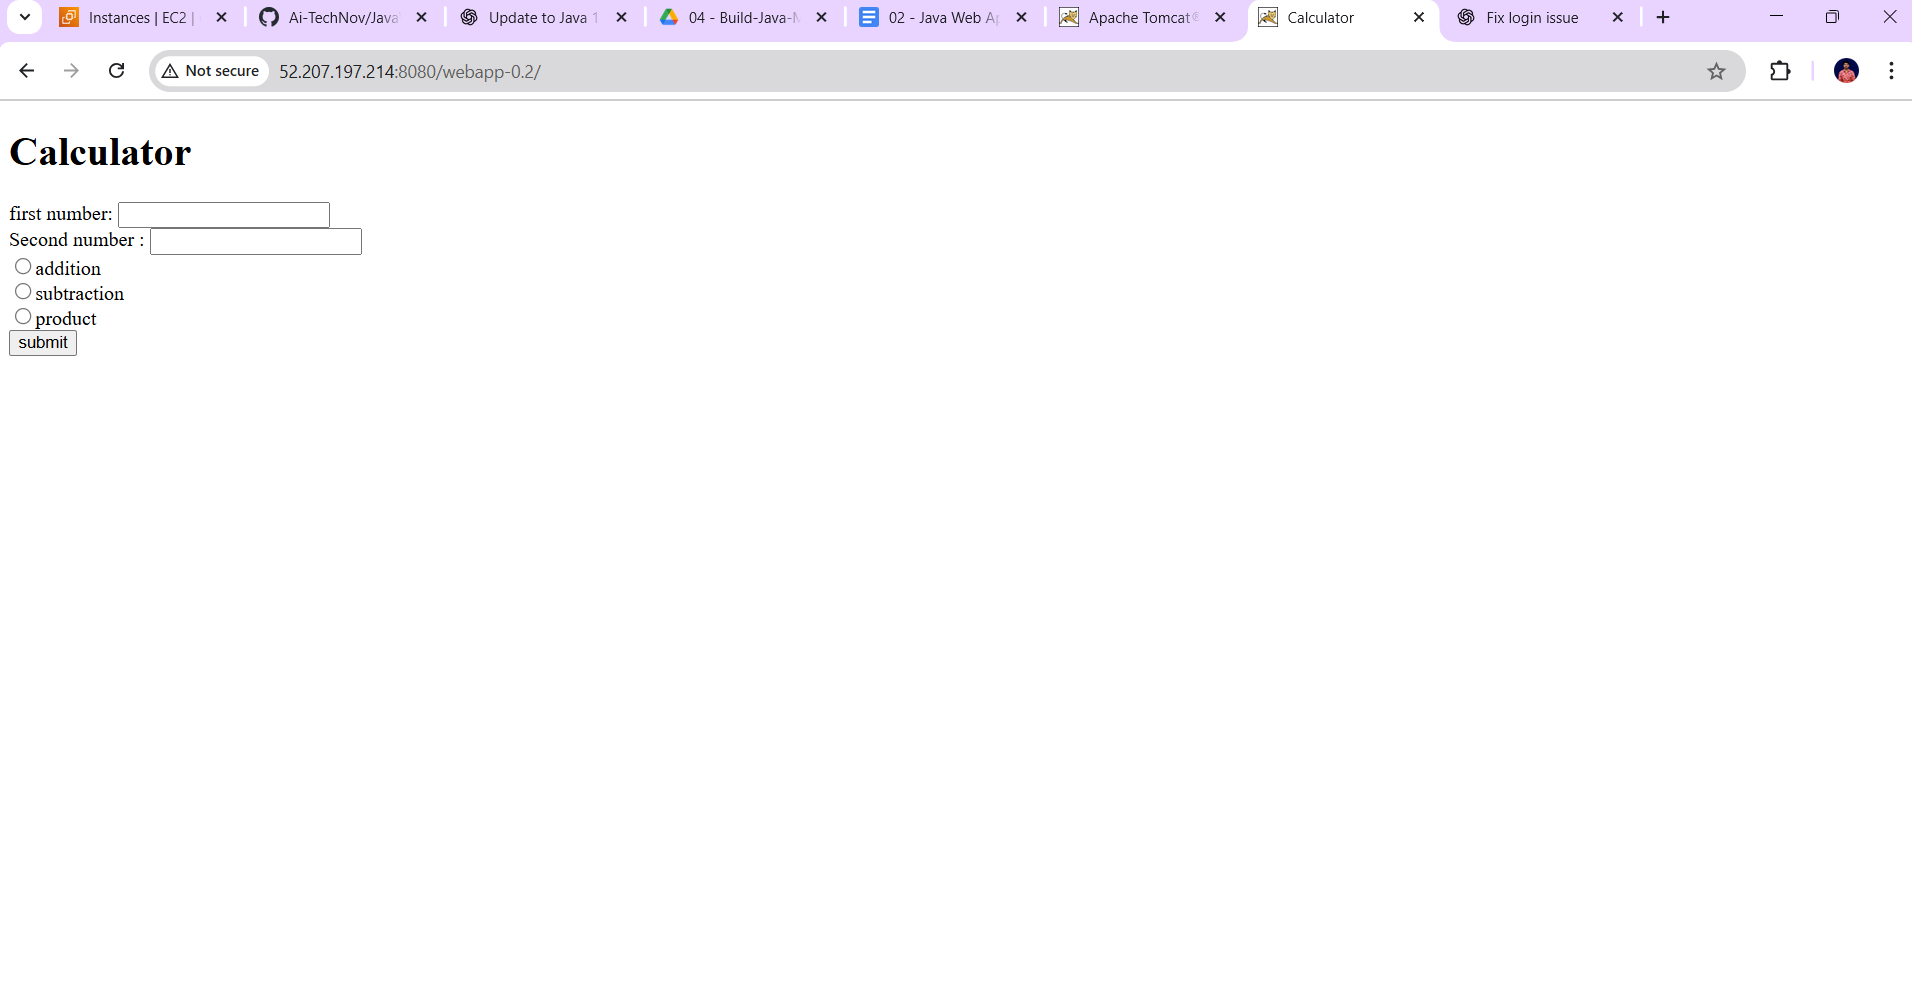 Instances | EC2 |
Ai-TechNov/Java
Update to Java 1
04 - Build-Java-M
02 - Java Web Ap
Apache Tomcat®
Calculator
Fix login issue
Not secure
52.207.197.214:8080/webapp-0.2/
Calculator
first number:
Second number :
addition
subtraction
product
submit